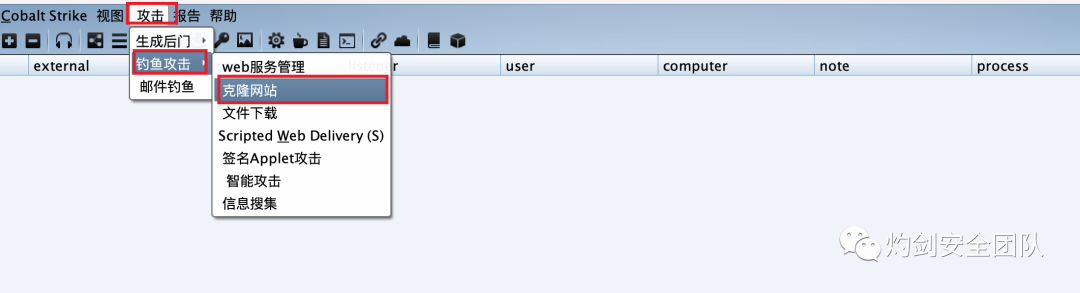 Cobalt Strike 视图 攻击 报告 帮助
生成后门
钓鱼攻击
邮件钓鱼
external listener user computer note process
web服务管理
克隆网站
文件下载
Scripted Web Delivery (S)
签名Applet攻击
智能攻击
信息搜集
灼剑安全团队